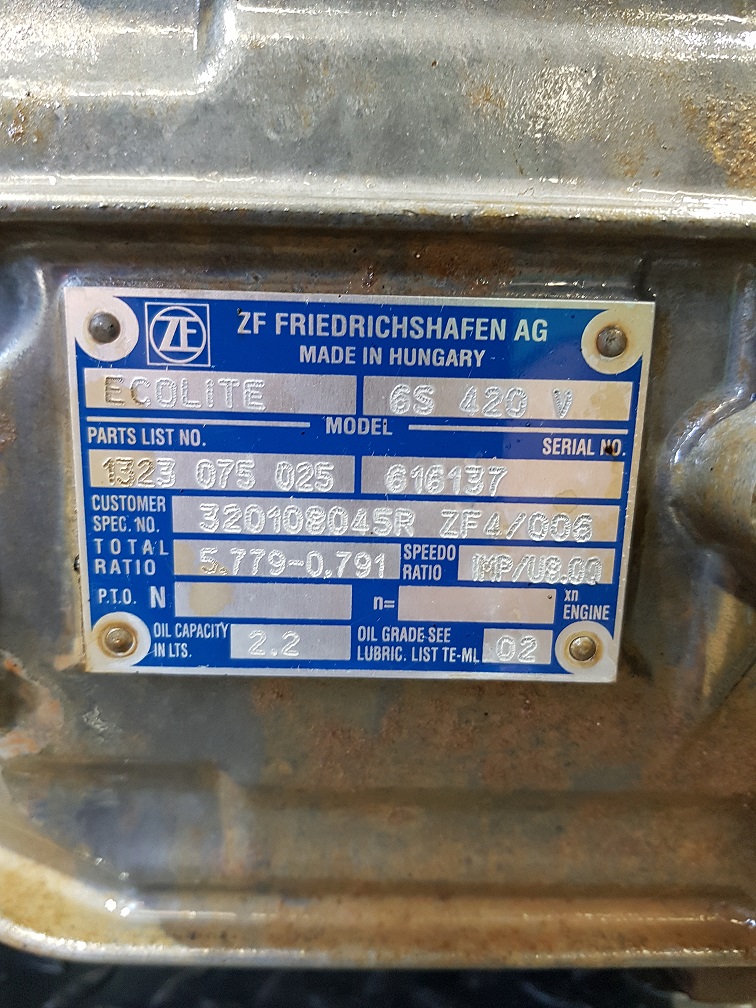 ZF
ZF FRIEDRICHSHAFEN AG
MADE IN HUNGARY
ECOLITE 6S 420 V
MODEL
PARTS LIST NO. SERIAL NO.
1323 075 025 616137
CUSTOMER
SPEC. NO. 320108045R ZF4/006
TOTAL
RATIO 5.779-0.791 SPEEDO
RATIO IMP/U8.00
P.T.O. N n= xn
ENGINE
OIL CAPACITY
IN LTS. 2.2 OIL GRADE SEE
LUBRIC. LIST TE-ML 02